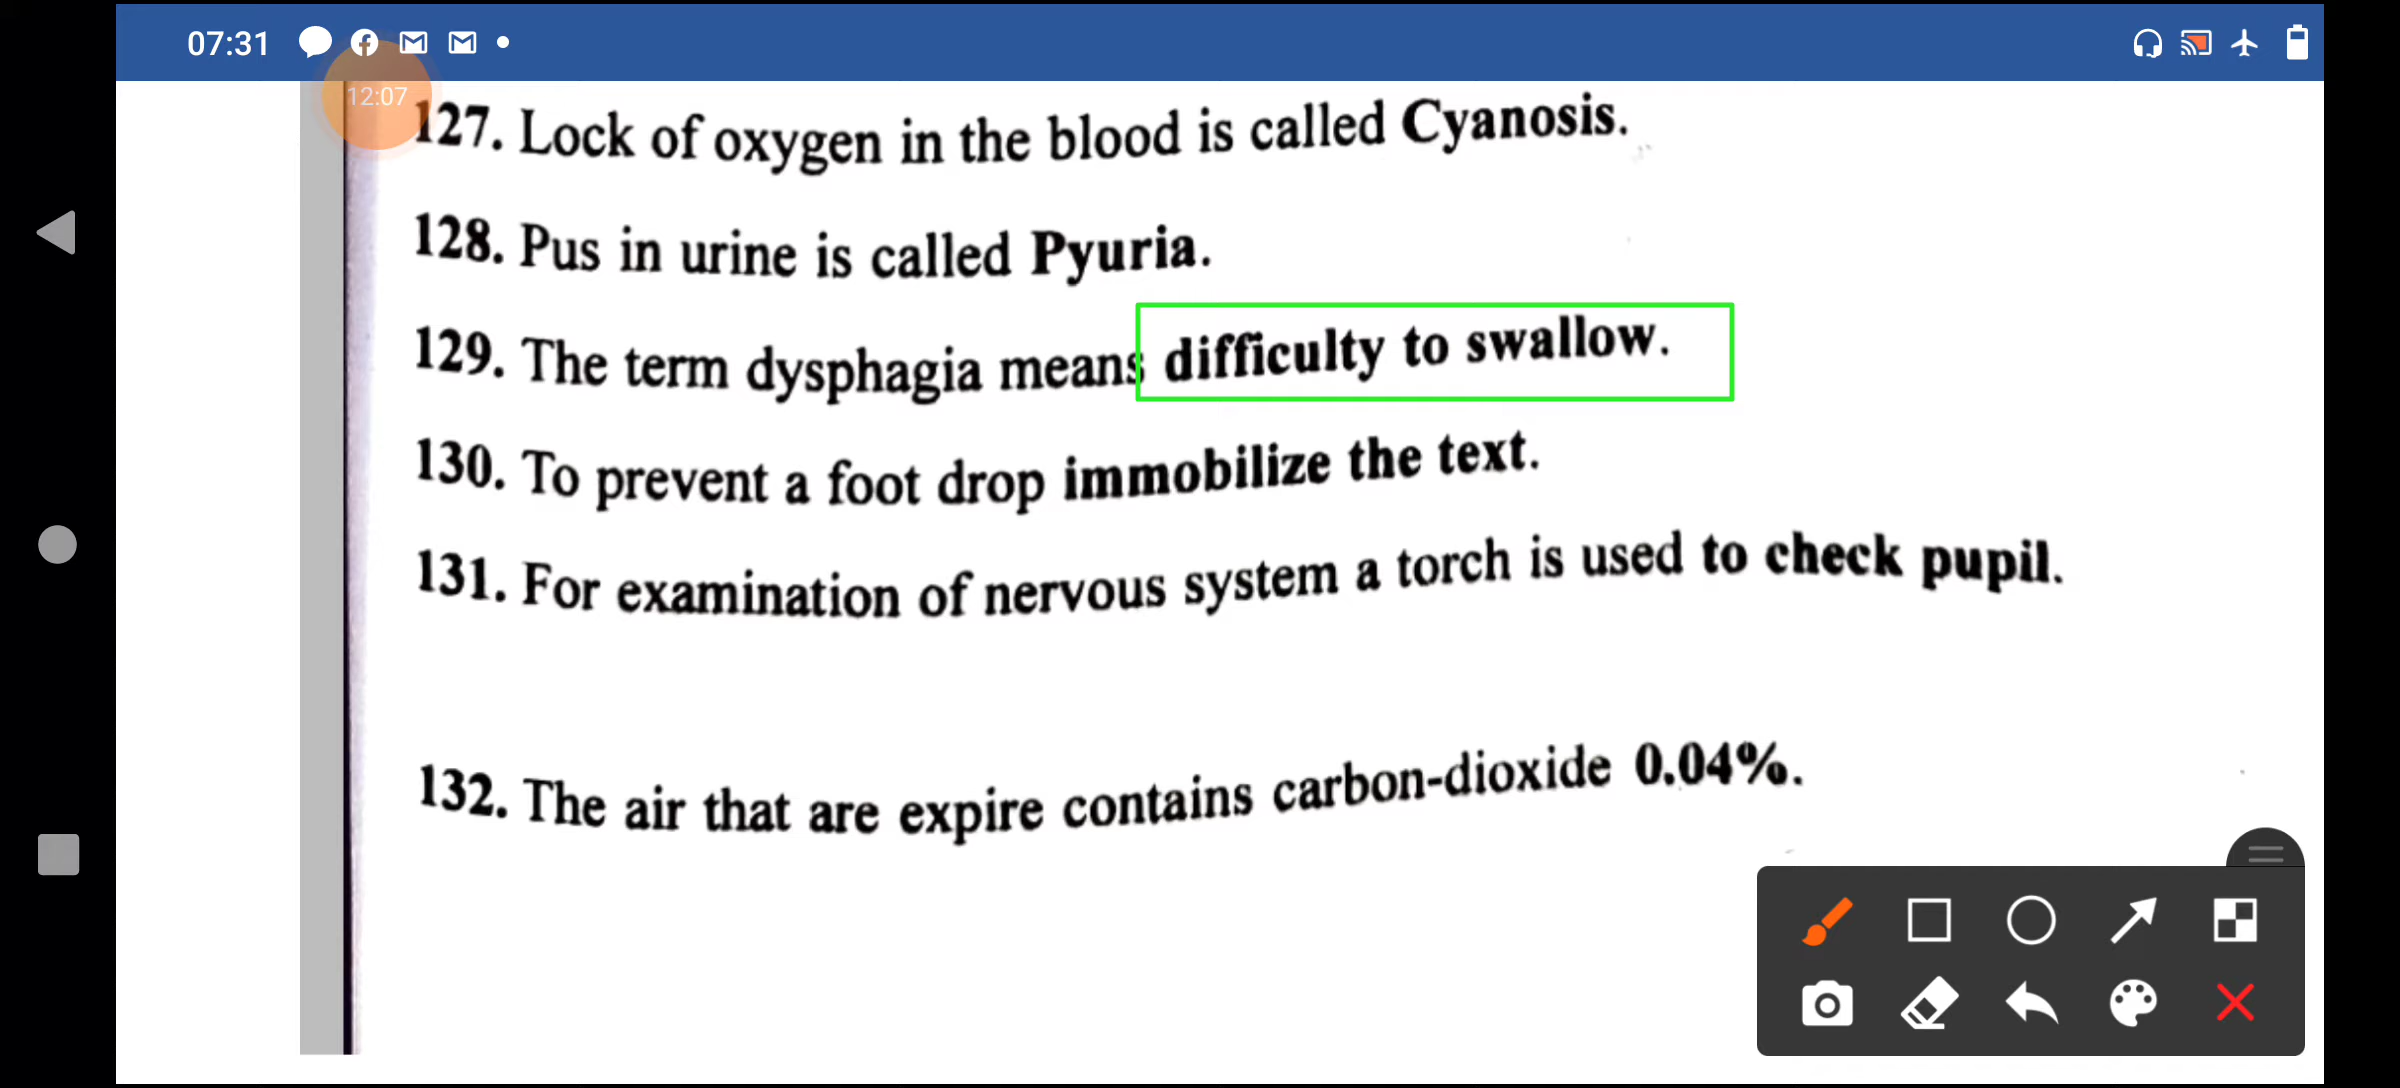 07:31
12:07
127. Lock of oxygen in the blood is called Cyanosis.
128. Pus in urine is called Pyuria.
129. The term dysphagia means difficulty to swallow.
130. To prevent a foot drop immobilize the text.
131. For examination of nervous system a torch is used to check pupil.
132. The air that are expire contains carbon-dioxide 0.04%.